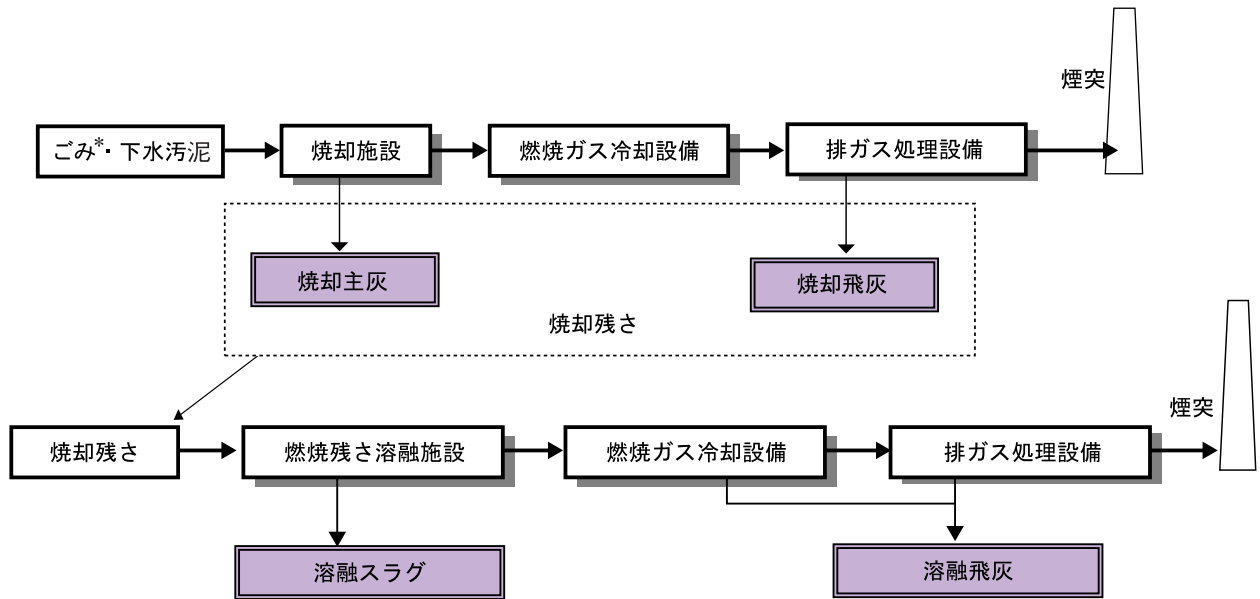 煙突
ごみ*・下水汚泥
焼却施設
燃焼ガス冷却設備
排ガス処理設備
焼却主灰
焼却飛灰
焼却残さ
煙突
焼却残さ
燃焼残さ溶融施設
燃焼ガス冷却設備
排ガス処理設備
溶融スラグ
溶融飛灰